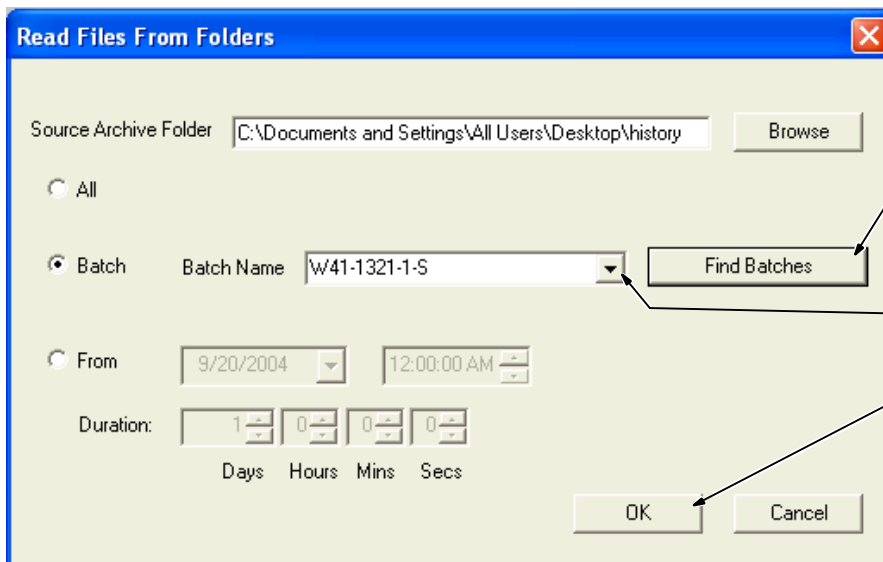 Read Files From Folders
Source Archive Folder C:\Documents and Settings\All Users\Desktop\history Browse
All
Batch Batch Name W41-1321-1-S Find Batches
From 9/20/2004 12:00:00 AM
Duration: 1 0 0 0
Days Hours Mins Secs
OK Cancel